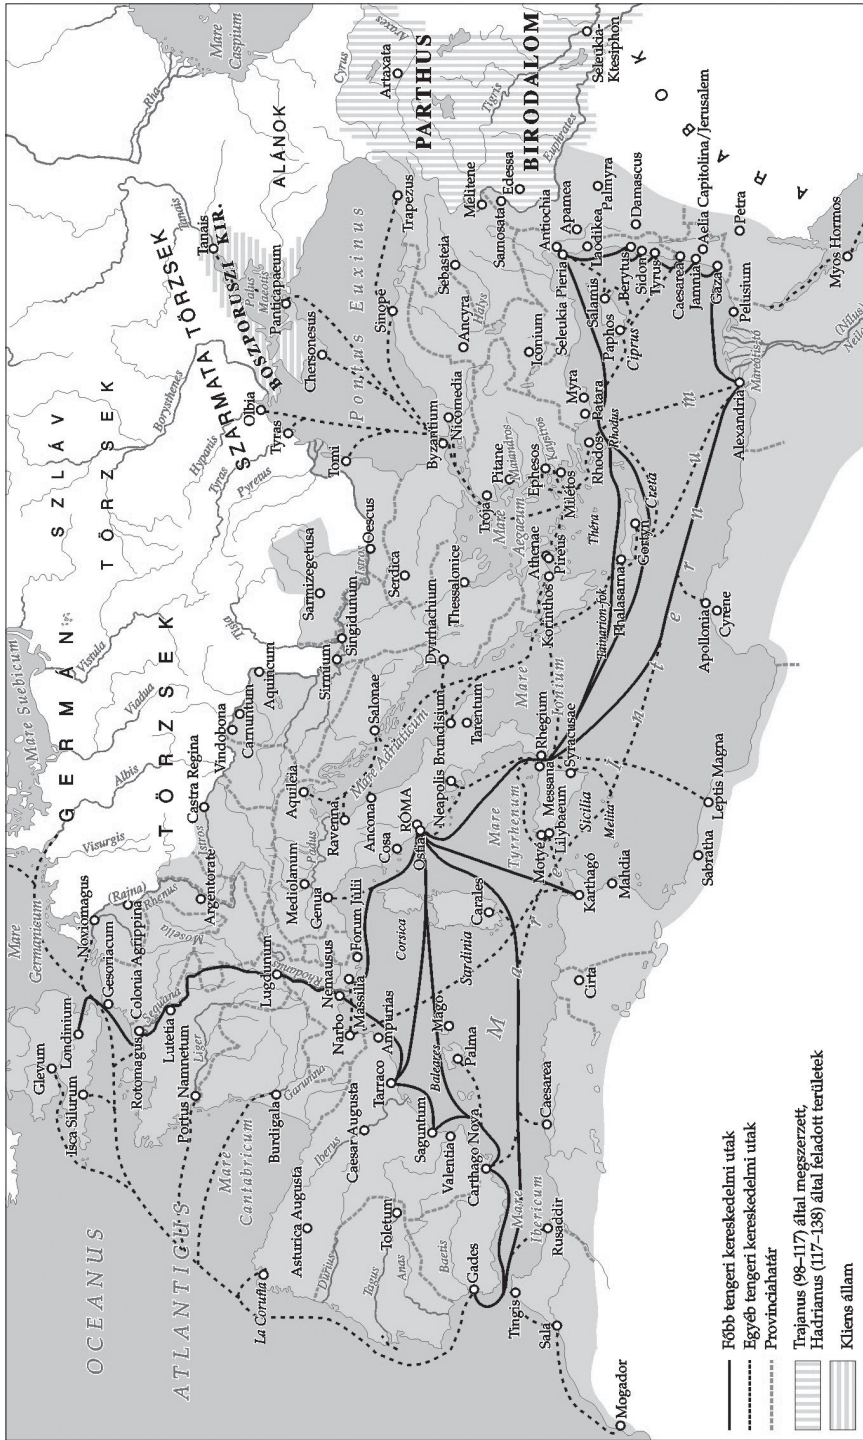 OCEANUS
ATLANTICUS
Mare
Cantabricum
Mare
Germanicum
Mare Suebicum
Mare
Caspium
GERMÁN
TÖRZSEK
SZLÁV
TÖRZSEK
SZARMATA TÖRZSEK
BOSZPORUSZI KIR.
ALÁNOK
PARTHUS
BIRODALOM
Glevum
Isca Silurum
Londinium
Noviomagus
Gesoriacum
Colonia Agrippina
Rotomagus
Lutetia
Portus Namnetum
Sequana
Liger
(Rajna)
Rhenus
Mosella
Visurgis
Albis
Viadua
Vistula
Argentorate
Castra Regina
Istros
Vindobona
Carnuntum
Aquincum
Tisia
Lugdunum
Rhodanus
Burdigala
Garumna
La Coruña
Asturica Augusta
Durius
Tagus
Anas
Baetis
Toletum
Iberus
Caesar Augusta
Tarraco
Ampurias
Narbo
Massilia
Nemausus
Forum Julii
Genua
Mediolanum
Padus
Aquileia
Ravenna
Ancona
Cosa
RÓMA
Ostia
Neapolis
Brundisium
Tarentum
Mare Adriaticum
Salonae
Sirmium
Singidunum
Sarmizegetusa
Oescus
Istros
Serdica
Dyrrhachium
Thessalonice
Tyras
Hypanis
Pyretus
Borysthenes
Tyras
Olbia
Tomi
Chersonesus
Panticapaeum
Palus
Maeotis
Tanáis
Tanais
Rha
Pontus Euxinus
Sinopé
Trapezus
Byzantium
Nicomedia
Ancyra
Halys
Sebasteia
Melitene
Samosata
Edessa
Cyrus
Araxes
Artaxata
Tigris
Euphrates
Seleukia-
Ktesiphon
ARABOK
Saguntum
Valentia
Carthago Nova
Gades
Tingis
Sala
Mogador
Rusaddir
Mare
Ibericum
Caesarea
Baleares
Mago
Palma
Corsica
Sardinia
Carales
Cirta
Karthagó
Mahdia
Sabratha
Leptis Magna
Mare
Tyrrhenum
Motyé
Lilybaeum
Messana
Rhegium
Syracusae
Sicilia
Melitae
Mare
Ionium
Mare Internum
Korinthos
Athenae
Pireus
Tainarion-fok
Phalasarna
Gortyn
Creta
Théra
Mare
Aegaeum
Trója
Pitane
Maiandros
Ephesos
Kaystros
Milétos
Rhodos
Rhodus
Patara
Myra
Iconium
Seleukia Pieria
Antiochia
Apamea
Laodikea
Palmyra
Salamis
Paphos
Ciprus
Berytus
Sidon
Tyrus
Damascus
Caesarea
Jamnia
Gaza
Aelia Capitolina/Jerusalem
Petra
Pelusium
Myos Hormos
(Nilus)
Neilos
Mareótisz-tó
Alexandria
Apollonia
Cyrene
Főbb tengeri kereskedelmi utak
Egyéb tengeri kereskedelmi utak
Provinciahatár
Trajanus (98–117) által megszerzett,
Hadrianus (117–138) által feladott területek
Kliens állam